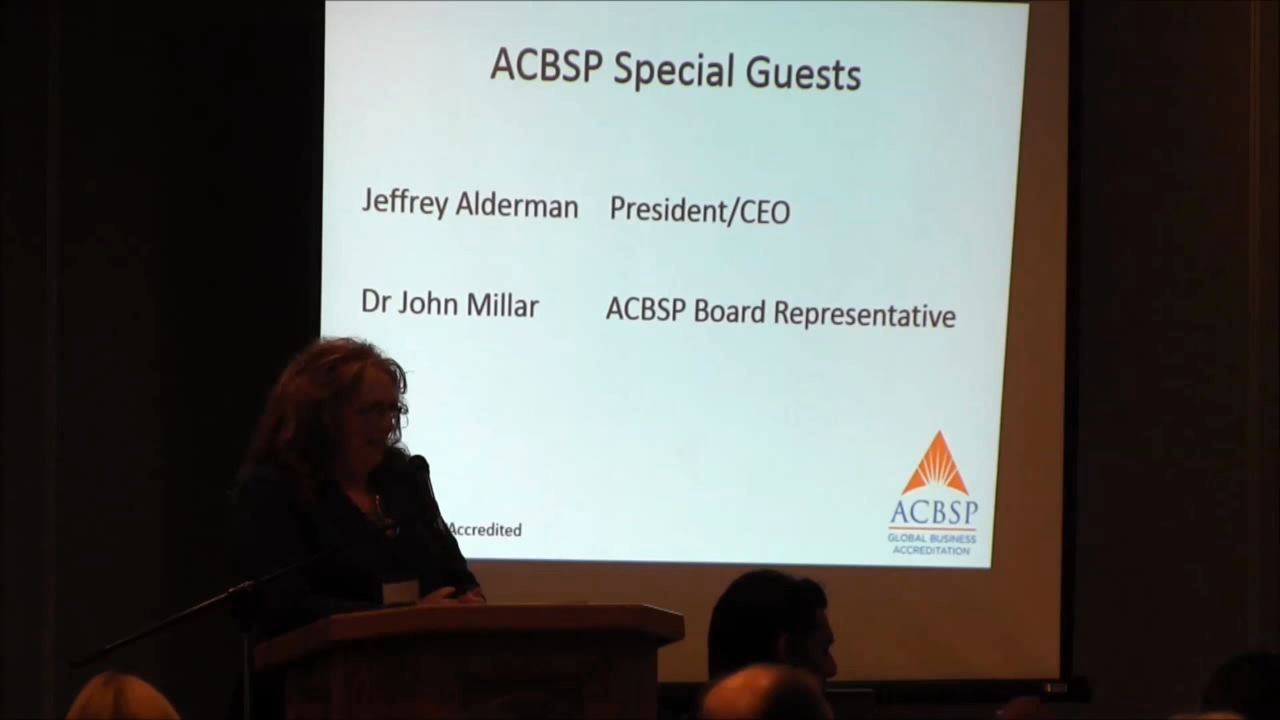 ACBSP Special Guests
Jeffrey Alderman President/CEO
Dr John Millar ACBSP Board Representative
Accredited
ACBSP
GLOBAL BUSINESS
ACCREDITATION